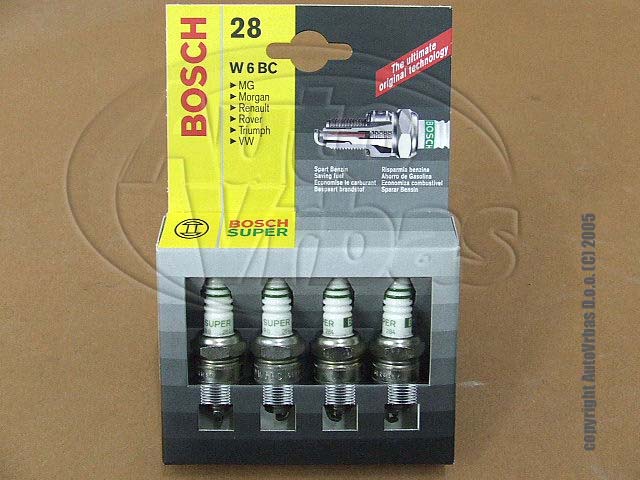 BOSCH
28
W 6 BC
MG
Morgan
Renault
Rover
Triumph
VW
The ultimate
original technology
BOSCH
Spart Benzin
Saving fuel
Economise le carburant
Bespaart brandstof
Risparmia benzina
Ahorro de Gasolina
Economiza combustível
Sparar Bensin
BOSCH
SUPER
SUPER
SUPER
284
284
copyright AutoVrbas D.o.o. (C) 2005